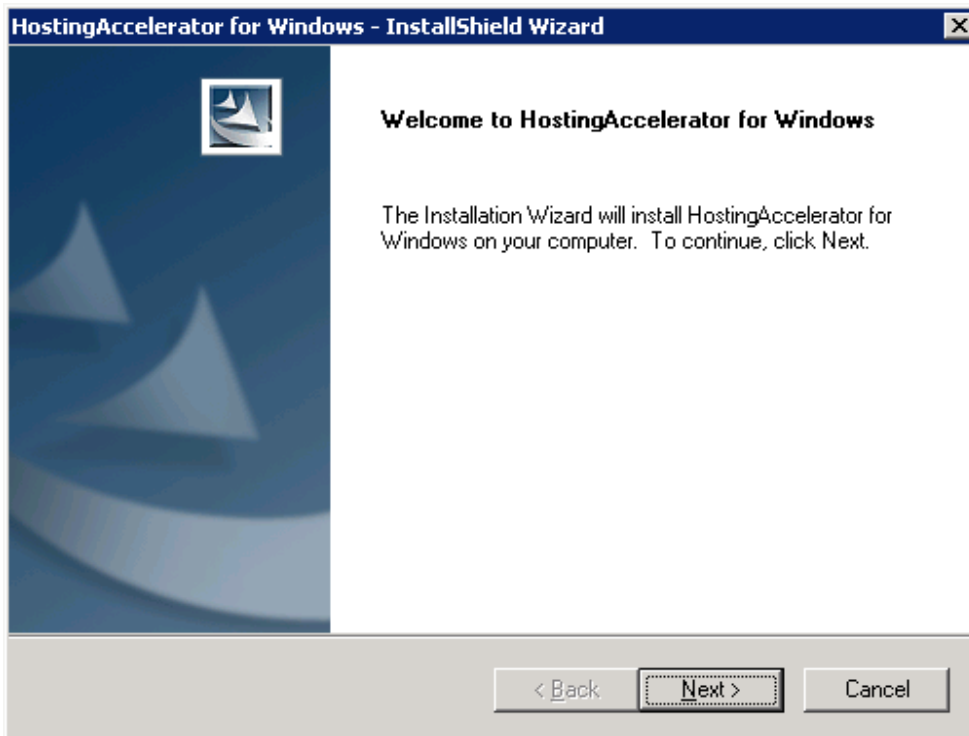 HostingAccelerator for Windows - InstallShield Wizard
Welcome to HostingAccelerator for Windows
The Installation Wizard will install HostingAccelerator for
Windows on your computer.  To continue, click Next.
< Back
Next >
Cancel